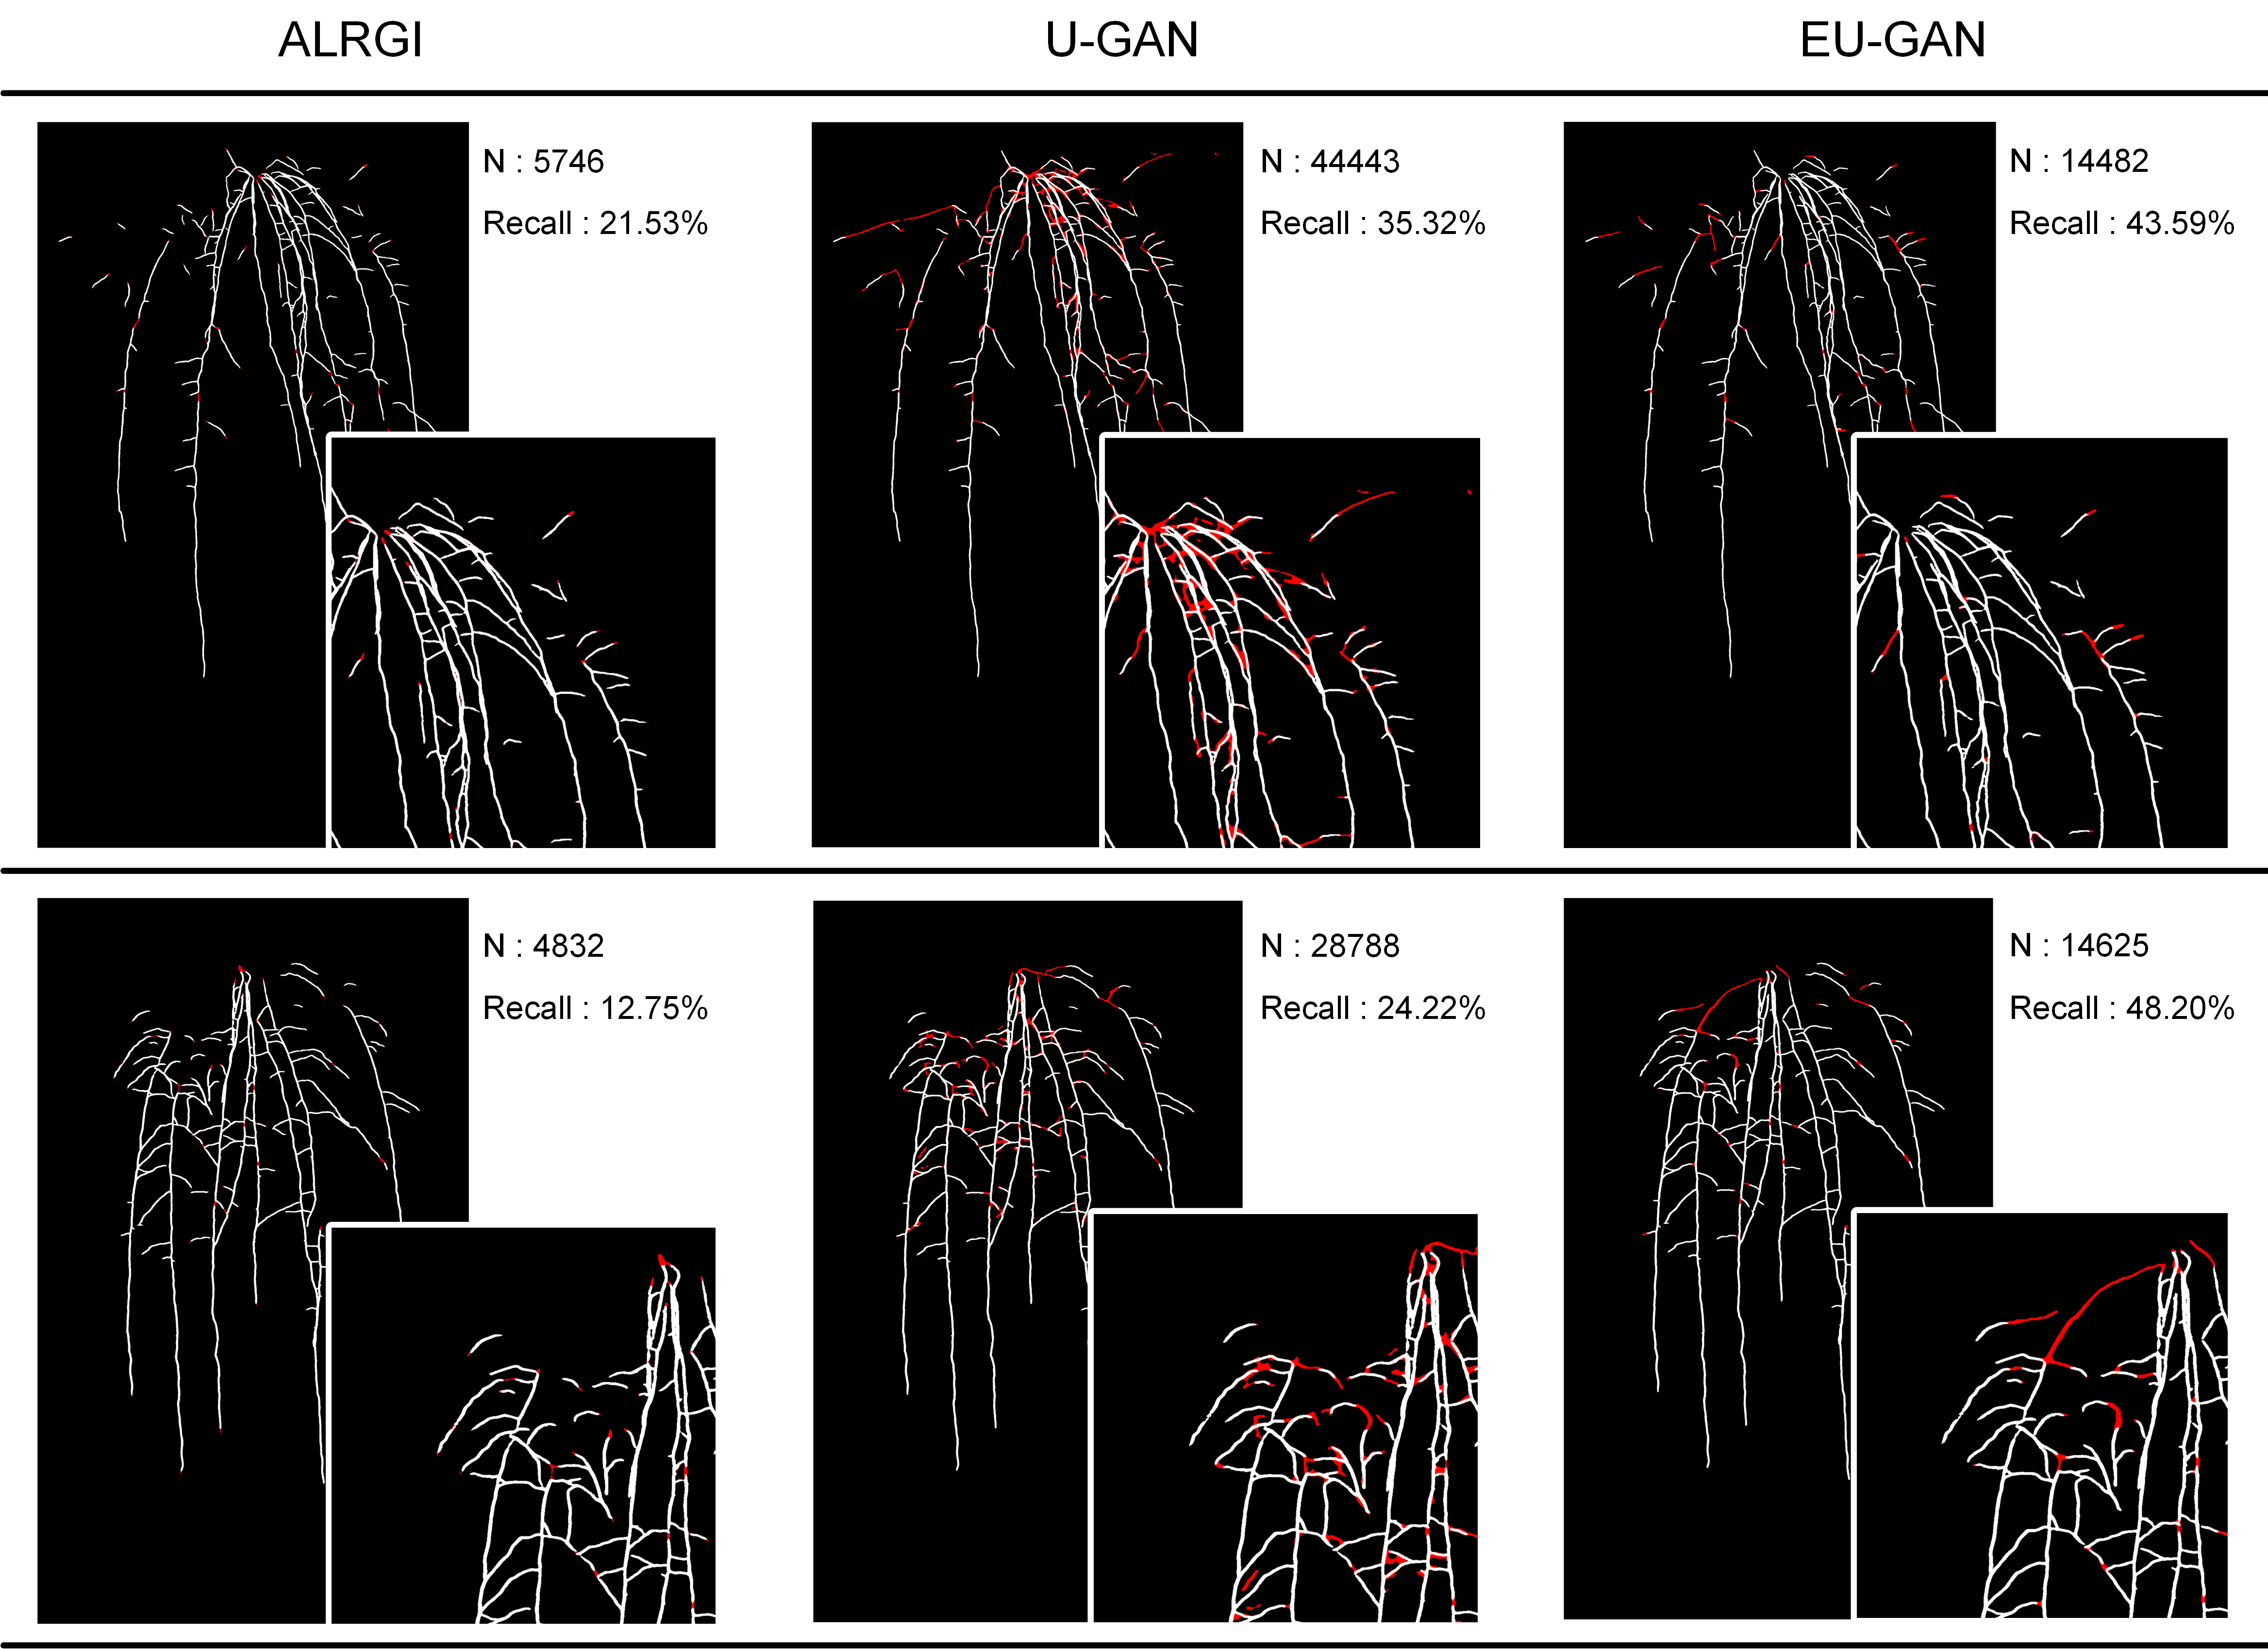 ALRGI
U-GAN
EU-GAN
N : 5746
Recall : 21.53%
N : 44443
Recall : 35.32%
N : 14482
Recall : 43.59%
N : 4832
Recall : 12.75%
N : 28788
Recall : 24.22%
N : 14625
Recall : 48.20%